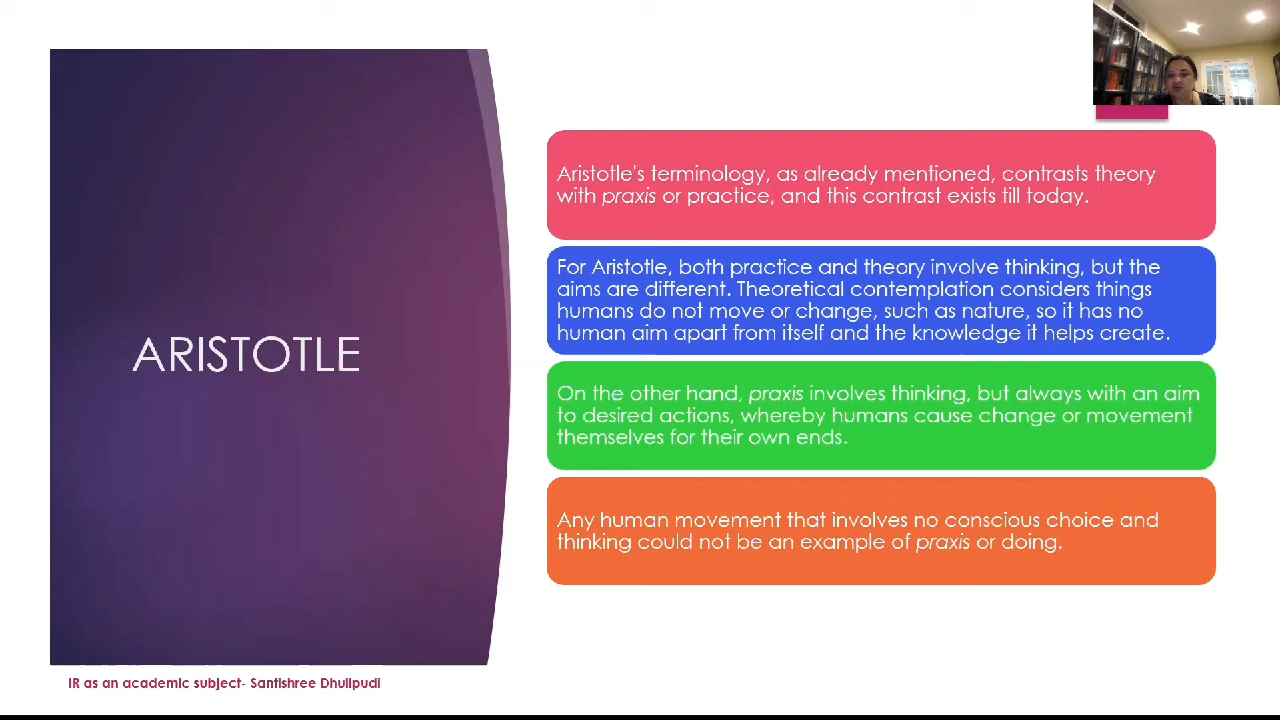 ARISTOTLE
Aristotle's terminology, as already mentioned, contrasts theory
with praxis or practice, and this contrast exists till today.
For Aristotle, both practice and theory involve thinking, but the
aims are different. Theoretical contemplation considers things
humans do not move or change, such as nature, so it has no
human aim apart from itself and the knowledge it helps create.
On the other hand, praxis involves thinking, but always with an aim
to desired actions, whereby humans cause change or movement
themselves for their own ends.
Any human movement that involves no conscious choice and
thinking could not be an example of praxis or doing.
IR as an academic subject- Santishree Dhulipudi